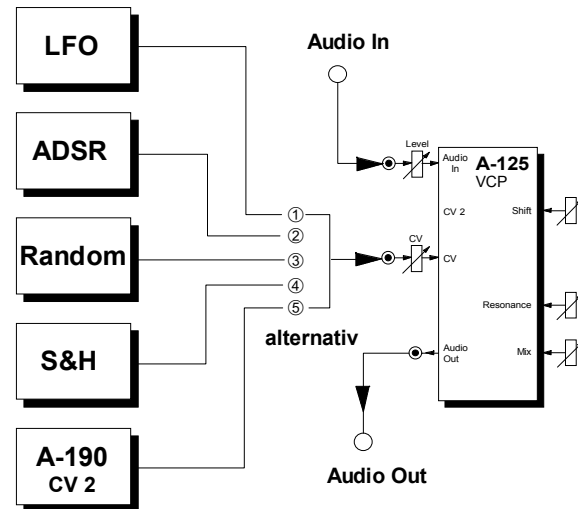 LFO
ADSR
Random
S&H
A-190
CV 2
①
②
③
④
⑤
alternativ
Audio In
Level
CV
Audio
In
A-125
VCP
CV 2
Shift
CV
Resonance
Audio
Out
Mix
Audio Out